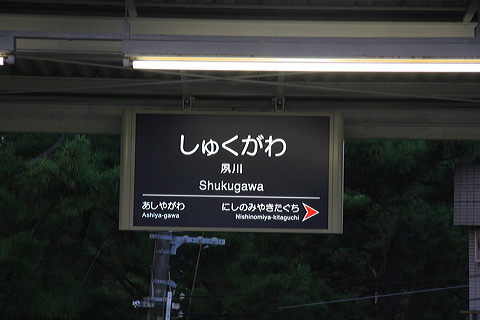 しゅくがわ
夙川
Shukugawa
あしやがわ にしのみやきたぐち
Ashiya-gawa Nishinomiya-kitaguchi